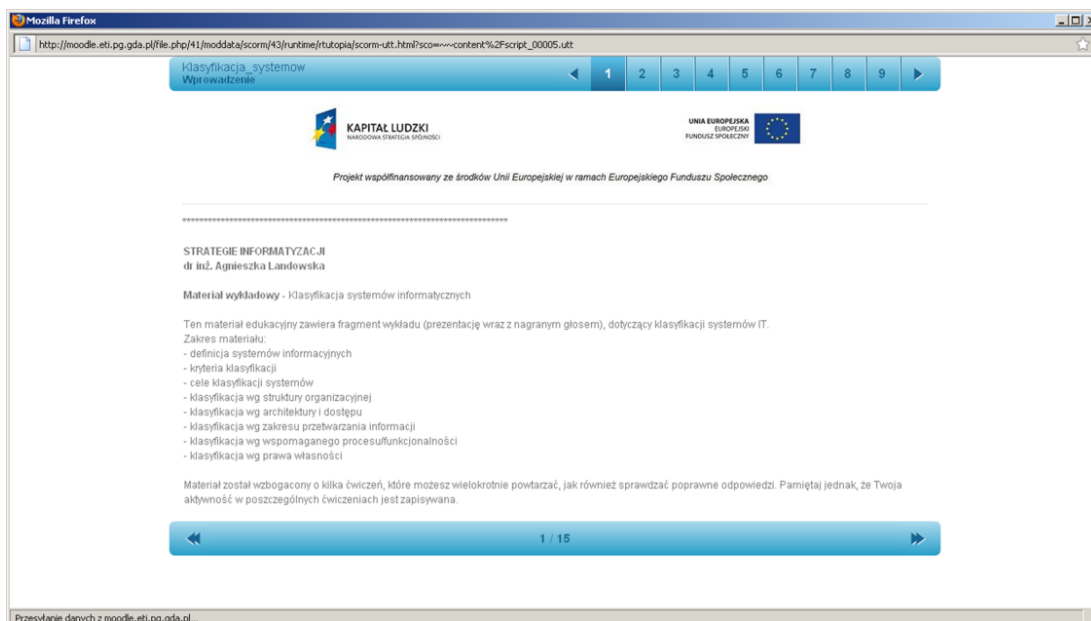 Mozilla Firefox
http://moodle.eti.pg.gda.pl/file.php/41/moddata/scorm/43/runtime/rtutopia/scorm-utt.html?sco=~~content%2Fscript_00005.utt
Klasyfikacja_systemow
Wprowadzenie
1 2 3 4 5 6 7 8 9
KAPITAŁ LUDZKI
NARODOWA STRATEGIA SPÓJNOŚCI
UNIA EUROPEJSKA
EUROPEJSKI
FUNDUSZ SPOŁECZNY
Projekt współfinansowany ze środków Unii Europejskiej w ramach Europejskiego Funduszu Społecznego
STRATEGIE INFORMATYZACJI
dr inż. Agnieszka Landowska
Materiał wykładowy - Klasyfikacja systemów informatycznych
Ten materiał edukacyjny zawiera fragment wykładu (prezentację wraz z nagranym głosem), dotyczący klasyfikacji systemów IT.
Zakres materiału:
- definicja systemów informacyjnych
- kryteria klasyfikacji
- cele klasyfikacji systemów
- klasyfikacja wg struktury organizacyjnej
- klasyfikacja wg architektury i dostępu
- klasyfikacja wg zakresu przetwarzania informacji
- klasyfikacja wg wspomaganego procesu/funkcjonalności
- klasyfikacja wg prawa własności
Materiał został wzbogacony o kilka ćwiczeń, które możesz wielokrotnie powtarzać, jak również sprawdzać poprawne odpowiedzi. Pamiętaj jednak, że Twoja
aktywność w poszczególnych ćwiczeniach jest zapisywana.
1 / 15
Przesyłanie danych z moodle.eti.pg.gda.pl...